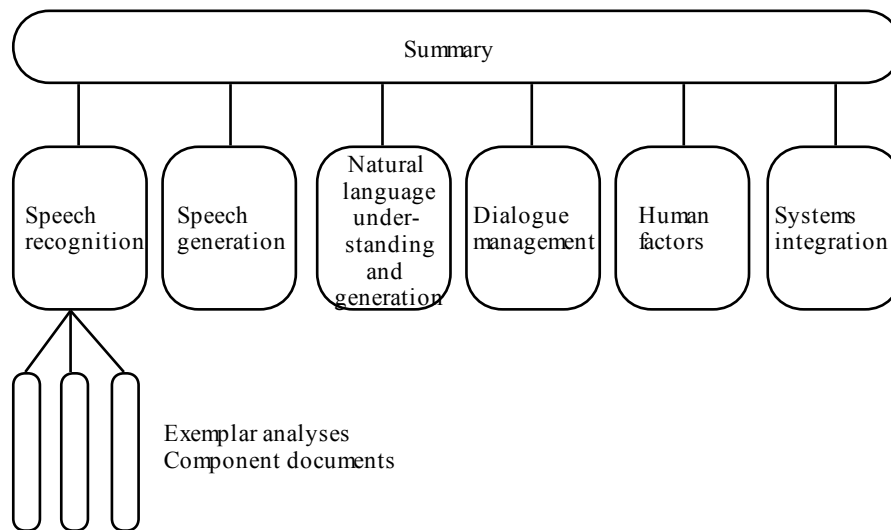 Summary
Speech
recognition
Speech
generation
Natural
language
under-
standing
and
generation
Dialogue
management
Human
factors
Systems
integration
Exemplar analyses
Component documents